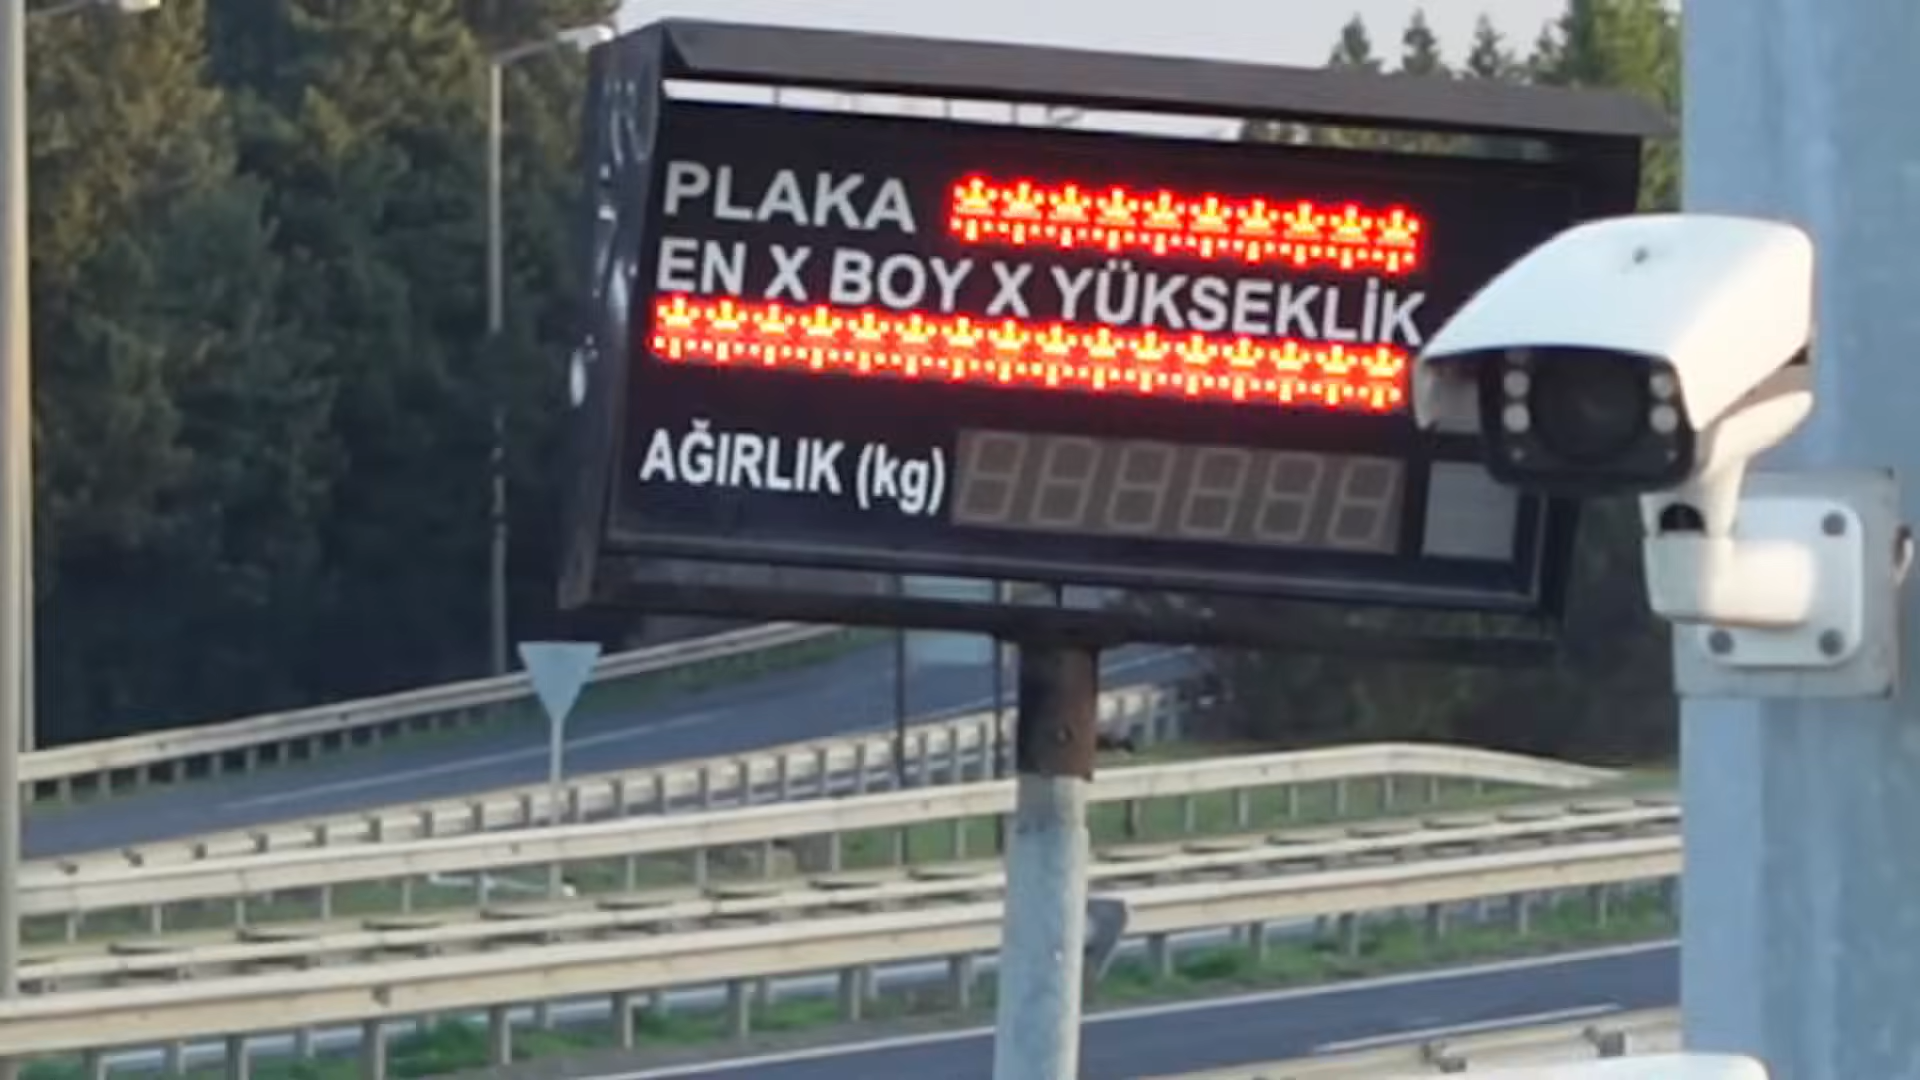 PLAKA
EN X BOY X YÜKSEKLİK
AĞIRLIK (kg)